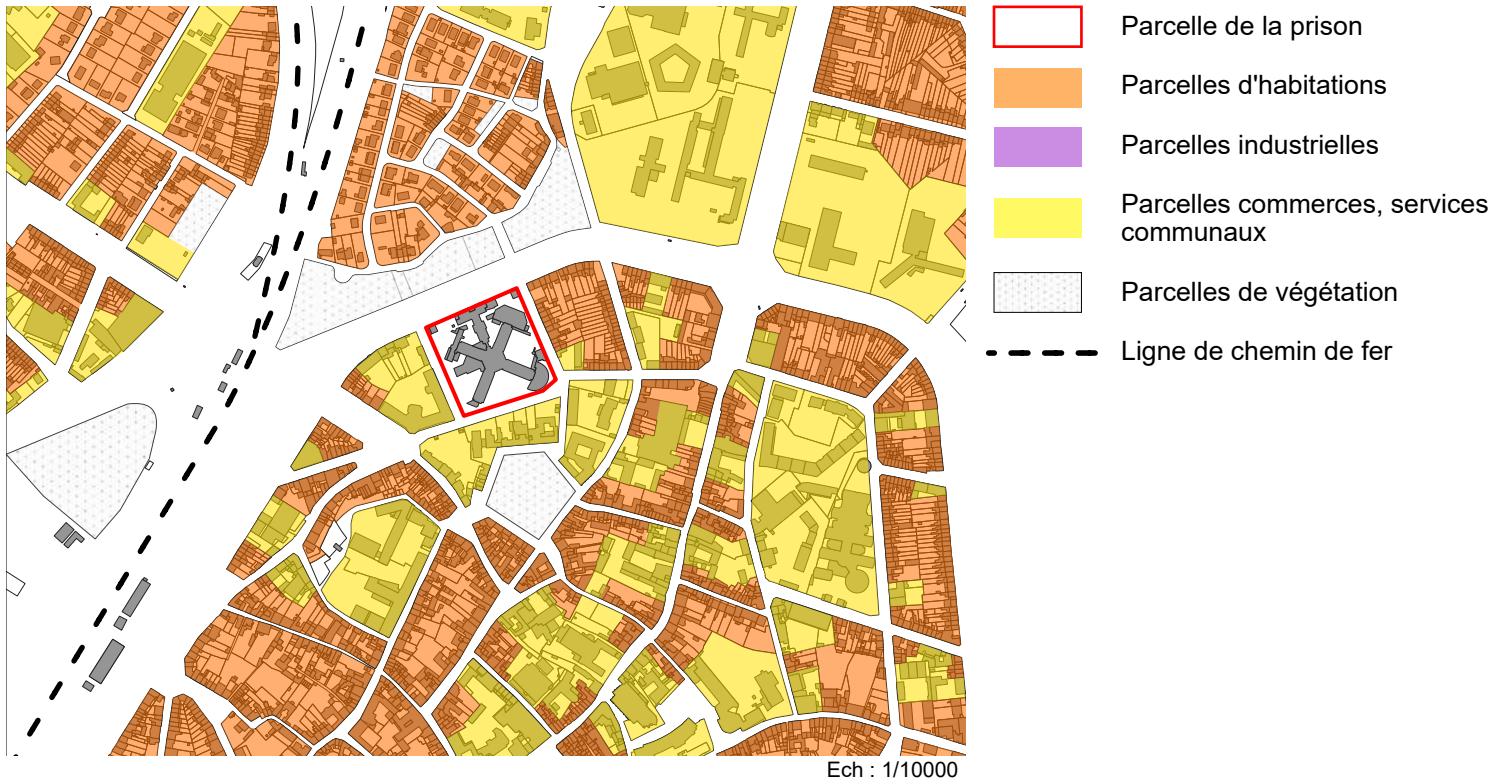 Parcelle de la prison
Parcelles d'habitations
Parcelles industrielles
Parcelles commerces, services
communaux
Parcelles de végétation
Ligne de chemin de fer
Ech : 1/10000